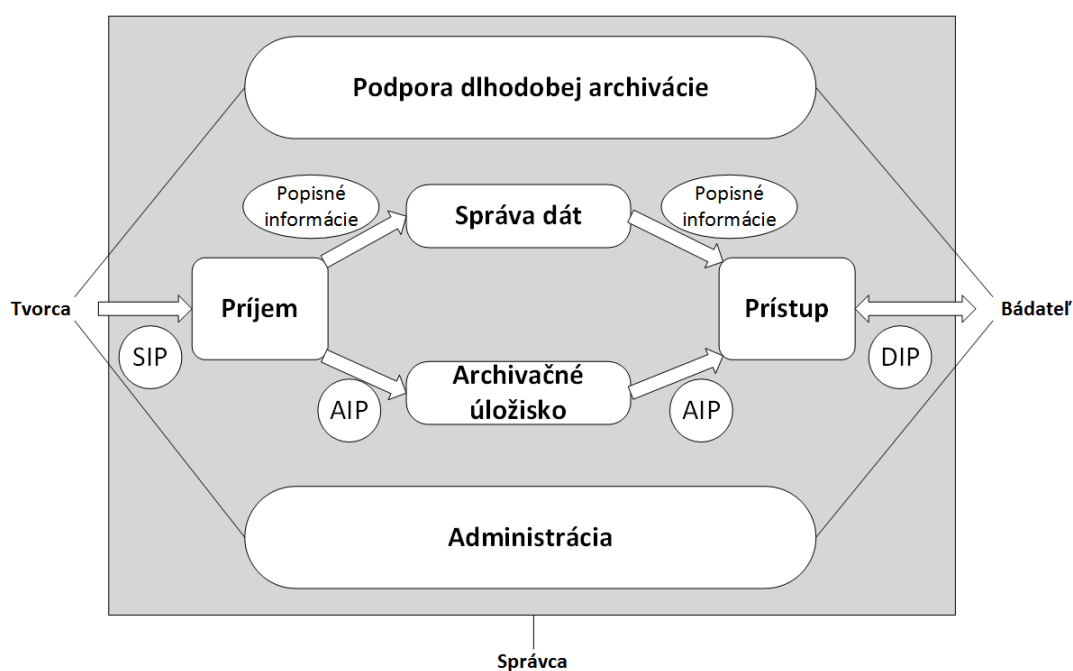 Podpora dlhodobej archivácie
Popisné
informácie
Správa dát
Popisné
informácie
Tvorca
Príjem
Prístup
Bádateľ
SIP
DIP
Archivačné
úložisko
AIP
AIP
Administrácia
Správca